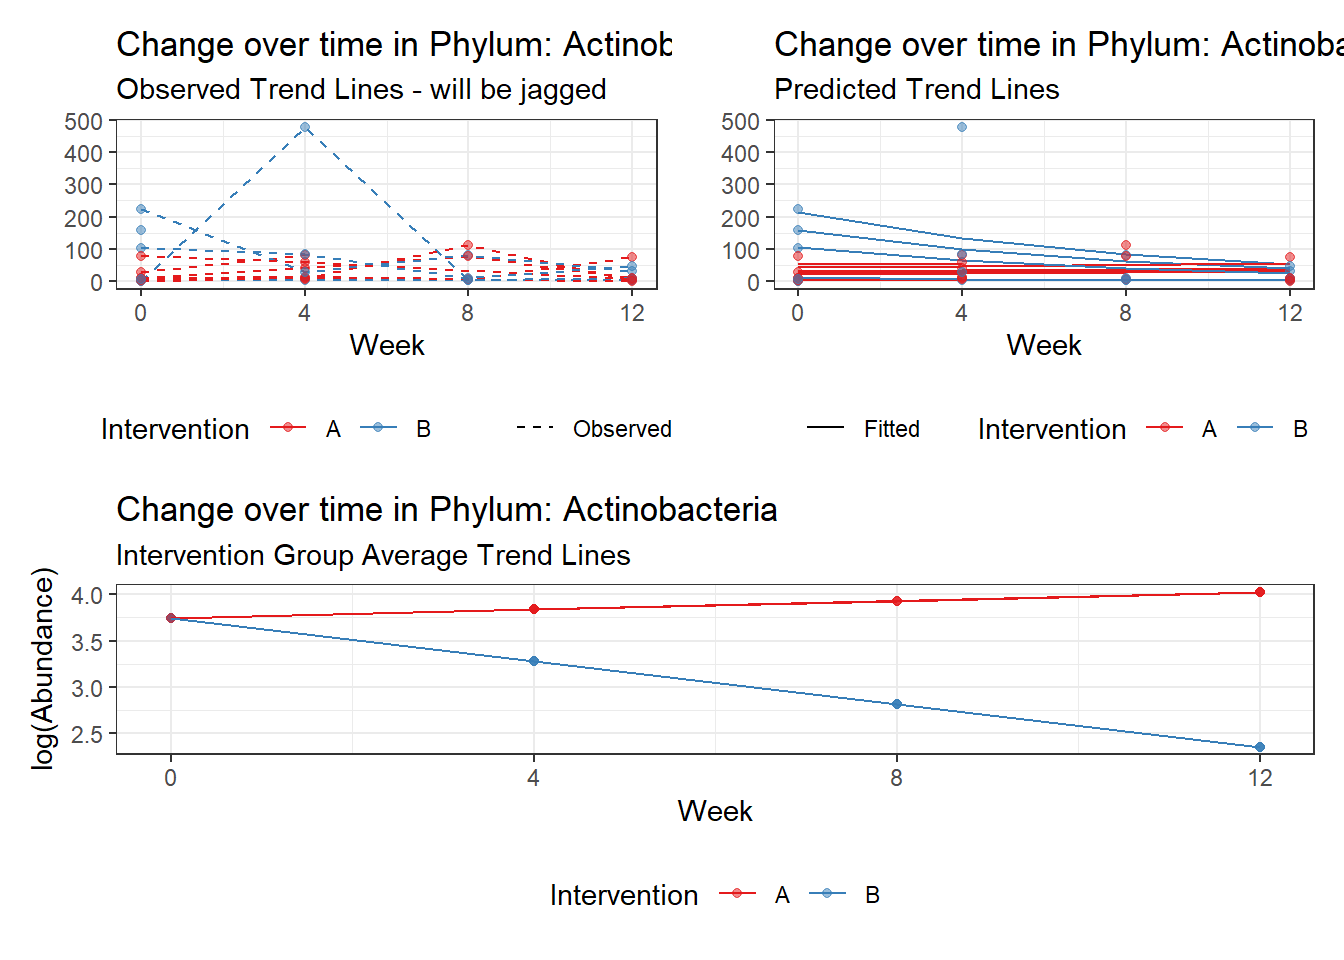 Change over time in Phylum: Actinob
Observed Trend Lines - will be jagged
500
400
300
200
100
0
0 4 8 12
Week
Intervention A B Observed
Change over time in Phylum: Actinoba
Predicted Trend Lines
500
400
300
200
100
0
0 4 8 12
Week
Fitted Intervention A B
Change over time in Phylum: Actinobacteria
Intervention Group Average Trend Lines
log(Abundance)
4.0
3.5
3.0
2.5
0 4 8 12
Week
Intervention A B